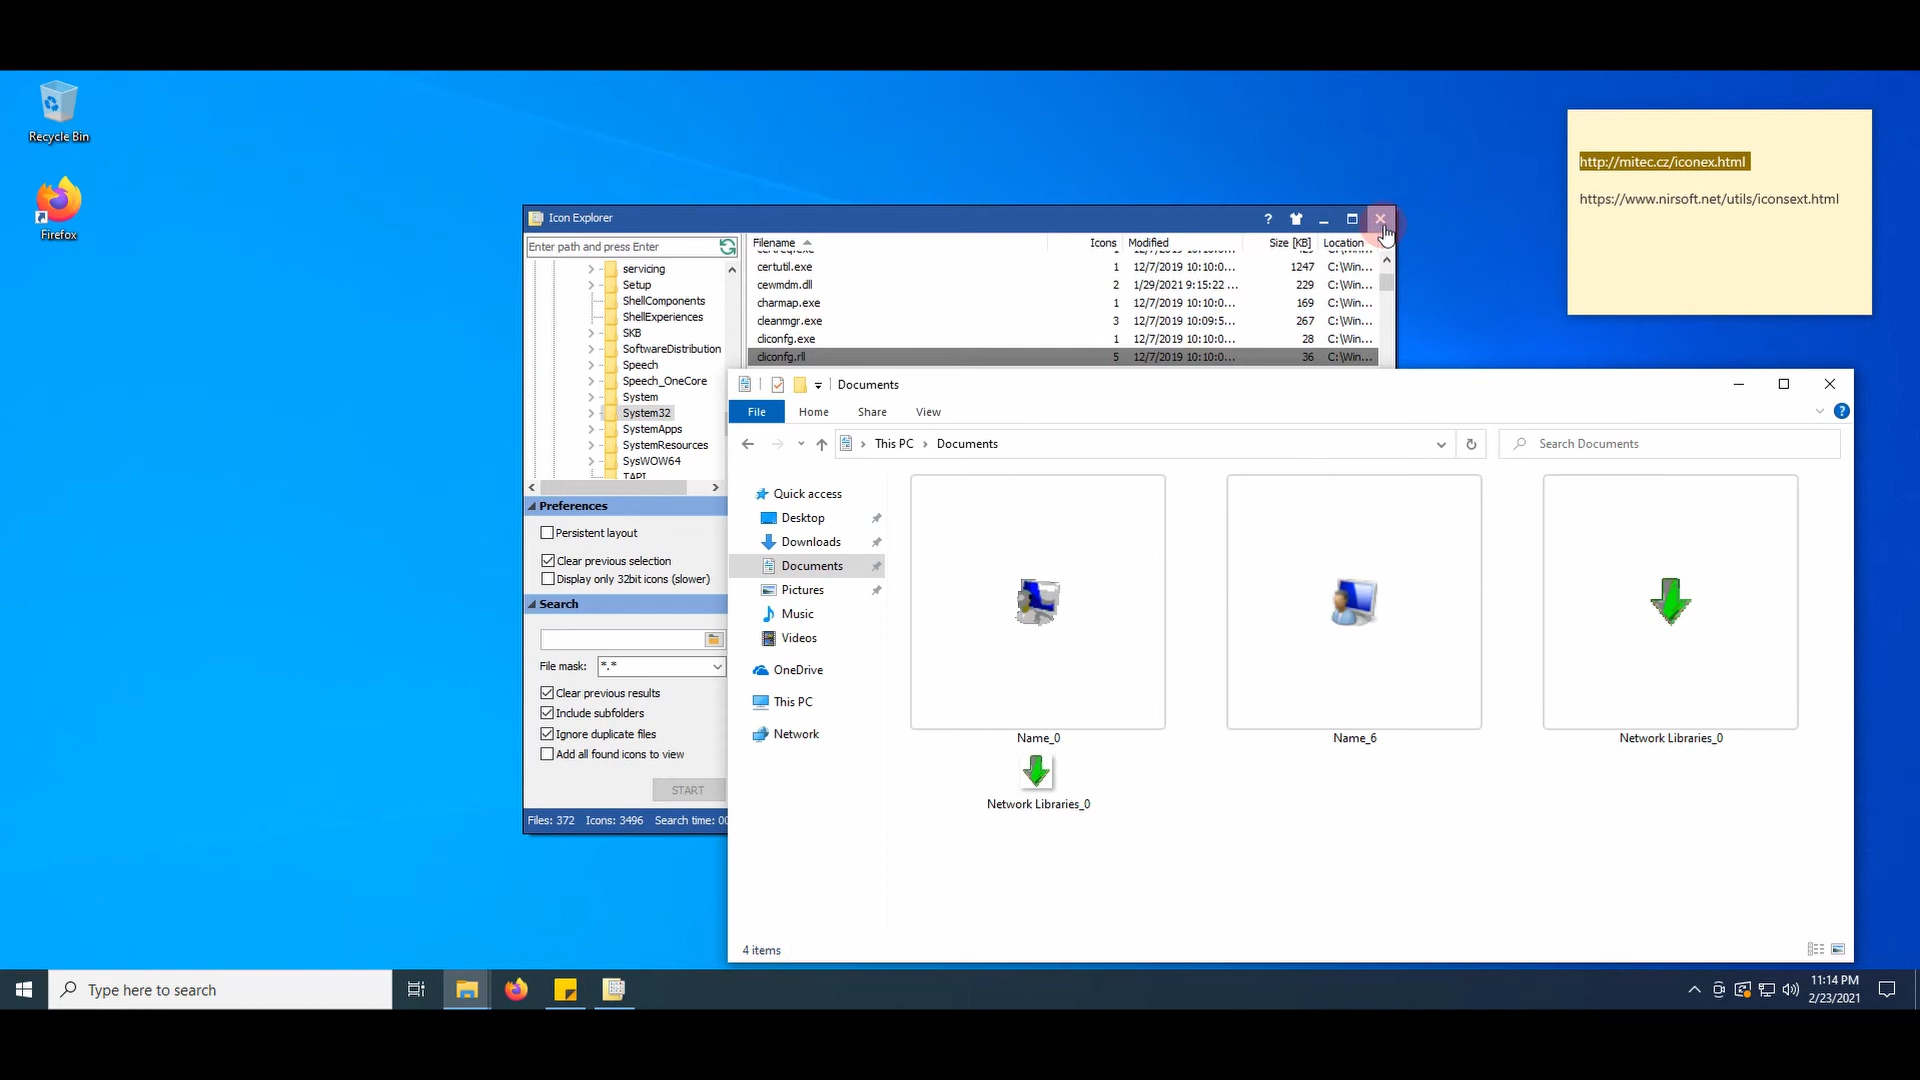 Recycle Bin
Firefox
http://mitec.cz/iconex.html
https://www.nirsoft.net/utils/iconsext.html
Icon Explorer
?
Enter path and press Enter
servicing
Setup
ShellComponents
ShellExperiences
SKB
SoftwareDistribution
Speech
Speech_OneCore
System
System32
SystemApps
SystemResources
SysWOW64
TAPI
Filename Icons Modified Size [KB] Location
certutil.exe 1 12/7/2019 10:10:0... 1247 C:\Win...
cewmdm.dll 2 1/29/2021 9:15:22 ... 229 C:\Win...
charmap.exe 1 12/7/2019 10:10:0... 169 C:\Win...
cleanmgr.exe 3 12/7/2019 10:09:5... 267 C:\Win...
cliconfg.exe 1 12/7/2019 10:10:0... 28 C:\Win...
cliconfg.rll 5 12/7/2019 10:10:0... 36 C:\Win...
Preferences
Persistent layout
Clear previous selection
Display only 32bit icons (slower)
Search
File mask: *.*
Clear previous results
Include subfolders
Ignore duplicate files
Add all found icons to view
START
Files: 372 Icons: 3496 Search time: 00
Documents
File Home Share View
This PC Documents
Search Documents
Quick access
Desktop
Downloads
Documents
Pictures
Music
Videos
OneDrive
This PC
Network
Name_0 Name_6 Network Libraries_0
Network Libraries_0
4 items
Type here to search
11:14 PM
2/23/2021